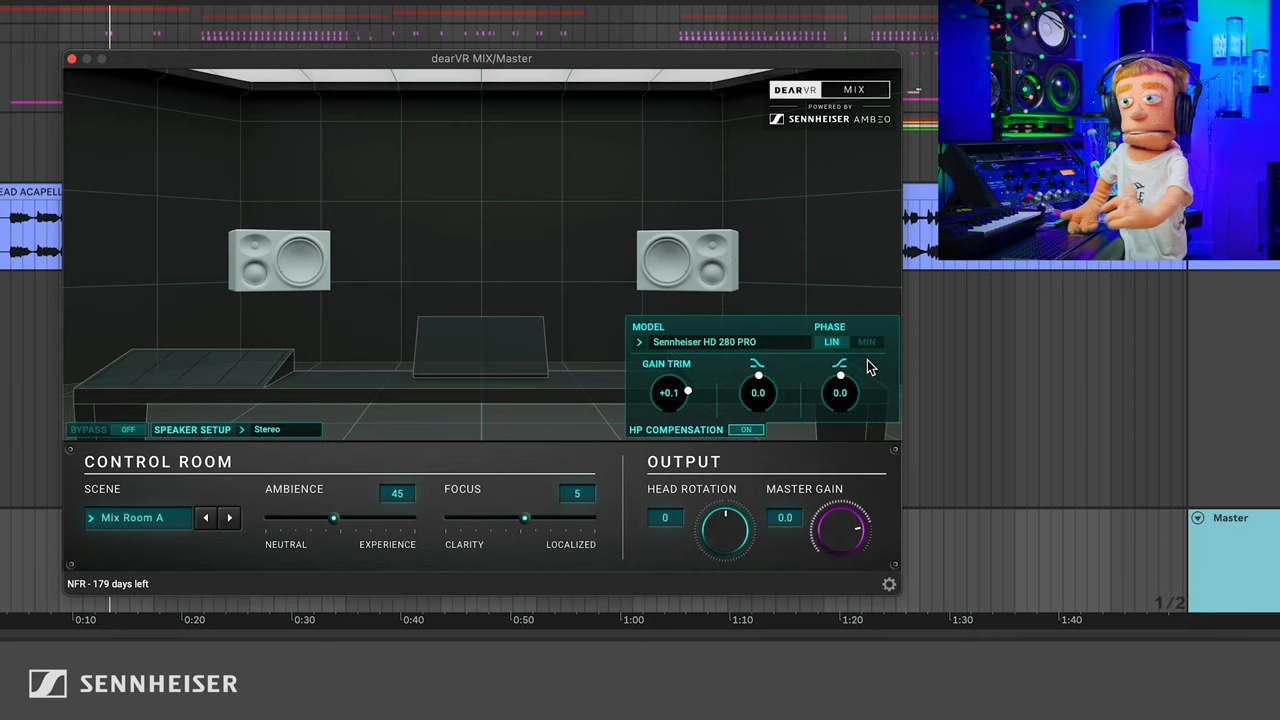 dearVR MIX/Master
DEARVR MIX
POWERED BY
SENNHEISER AMBEO
EAD ACAPELL
MODEL
PHASE
Sennheiser HD 280 PRO
LIN MIN
GAIN TRIM
+0.1 0.0 0.0
BYPASS OFF SPEAKER SETUP > Stereo
HP COMPENSATION ON
CONTROL ROOM
OUTPUT
SCENE
AMBIENCE 45
FOCUS 5
HEAD ROTATION
MASTER GAIN
Mix Room A
0
0.0
NEUTRAL EXPERIENCE
CLARITY LOCALIZED
NFR - 179 days left
Master
1/2
0:10 0:20 0:30 0:40 0:50 1:00 1:10 1:20 1:30 1:40
SENNHEISER